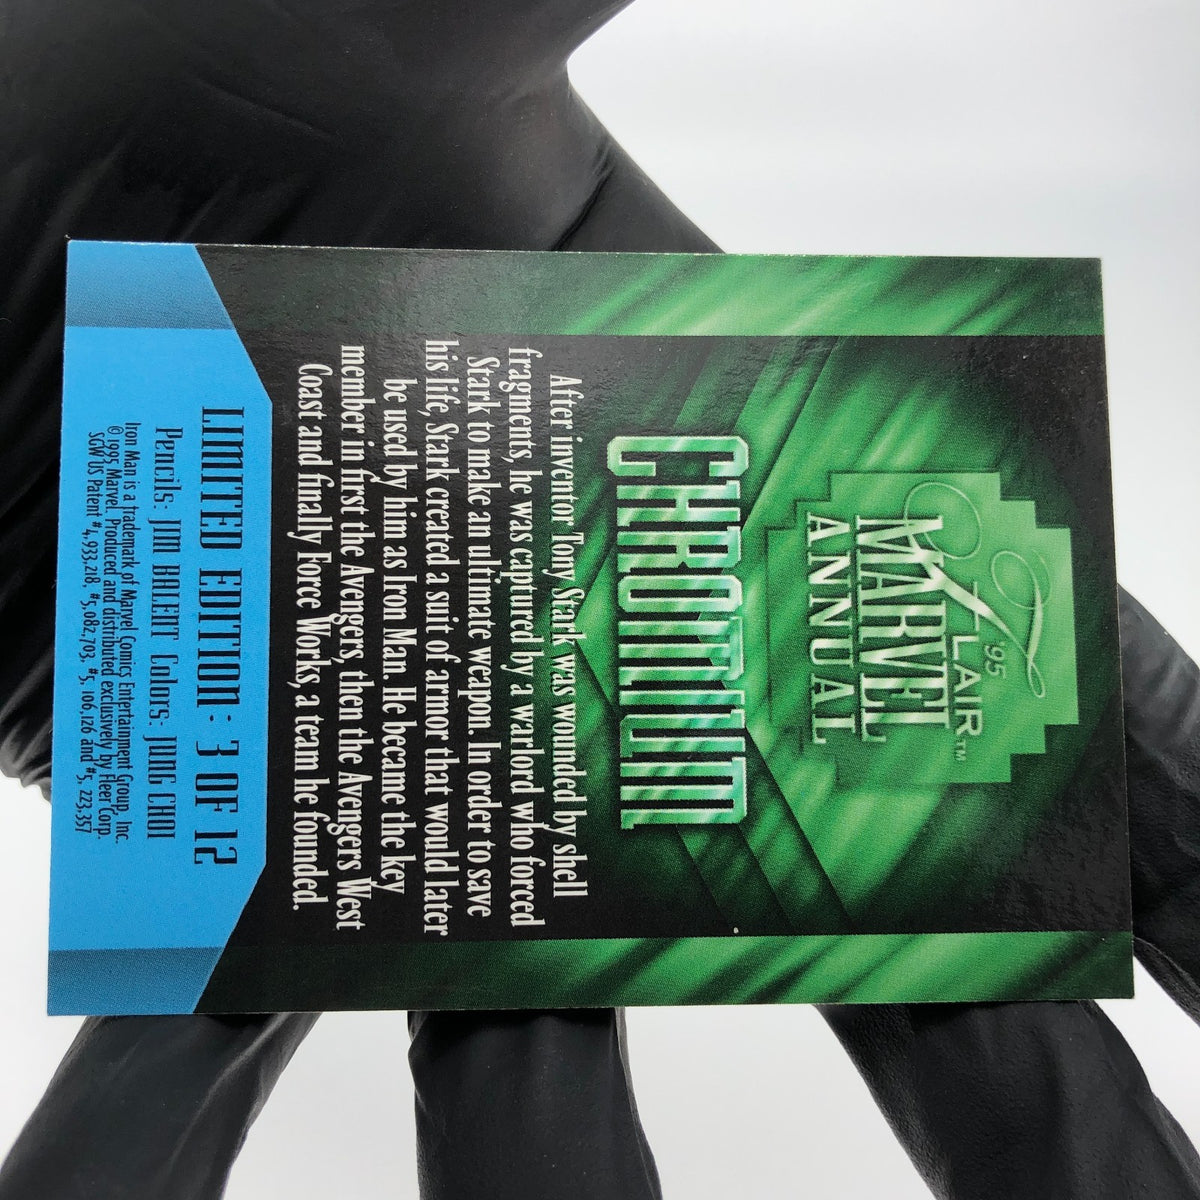 '95
FLAIR™
MARVEL
ANNUAL
CHROMIUM
After inventor Tony Stark was wounded by shell
fragments, he was captured by a warlord who forced
Stark to make an ultimate weapon. In order to save
his life, Stark created a suit of armor that would later
be used by him as Iron Man. He became the key
member in first the Avengers, then the Avengers West
Coast and finally Force Works, a team he founded.
LIMITED EDITION: 3 OF 12
Pencils: JIM BALENT Colors: JUNG CHOI
Iron Man is a trademark of Marvel Comics Entertainment Group, Inc.
© 1995 Marvel. Produced and distributed exclusively by Fleer Corp.
SGW US Patent #4,933,218, #5,082,703, #5, 106,126 and #5, 223,357